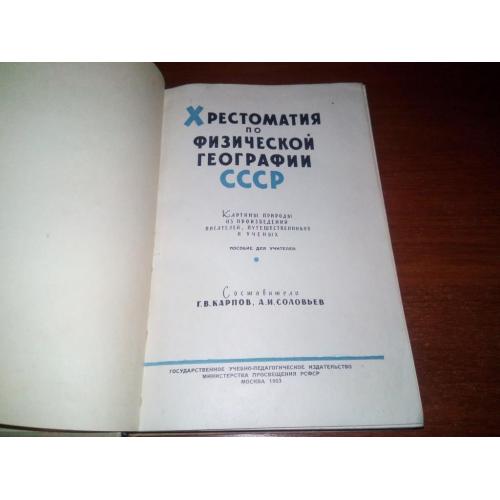 ХРЕСТОМАТИЯ
ПО
ФИЗИЧЕСКОЙ
ГЕОГРАФИИ
СССР
КАРТИНЫ ПРИРОДЫ
ИЗ ПРОИЗВЕДЕНИЙ
ПИСАТЕЛЕЙ, ПУТЕШЕСТВЕННИКОВ
И УЧЕНЫХ
ПОСОБИЕ ДЛЯ УЧИТЕЛЕЙ
Составители
Г.В.КАРПОВ, А.И.СОЛОВЬЕВ
ГОСУДАРСТВЕННОЕ УЧЕБНО-ПЕДАГОГИЧЕСКОЕ ИЗДАТЕЛЬСТВО
МИНИСТЕРСТВА ПРОСВЕЩЕНИЯ РСФСР
МОСКВА